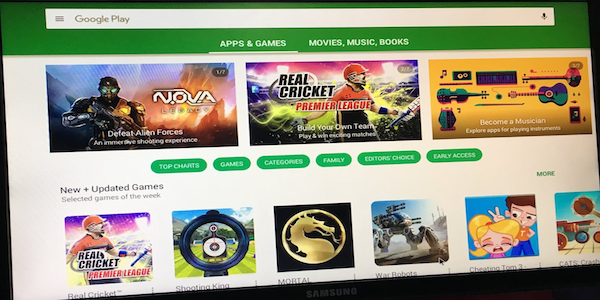 Google Play
APPS & GAMES MOVIES, MUSIC, BOOKS
1/7
NOVA
LEGACY
Defeat Alien Forces
An immersive shooting experience
REAL
CRICKET
PREMIER LEAGUE
Build Your Own Team
Play & win exciting matches
Become a Musician
Explore apps for playing instruments
TOP CHARTS GAMES CATEGORIES FAMILY EDITORS' CHOICE EARLY ACCESS
New + Updated Games
Selected games of the week
MORE
REAL
CRICKET
PREMIER LEAGUE
Real Cricket™
Shooting King
MORTAL
War Robots
Cheating Tom 3
CATS: Crash
SAMSUNG